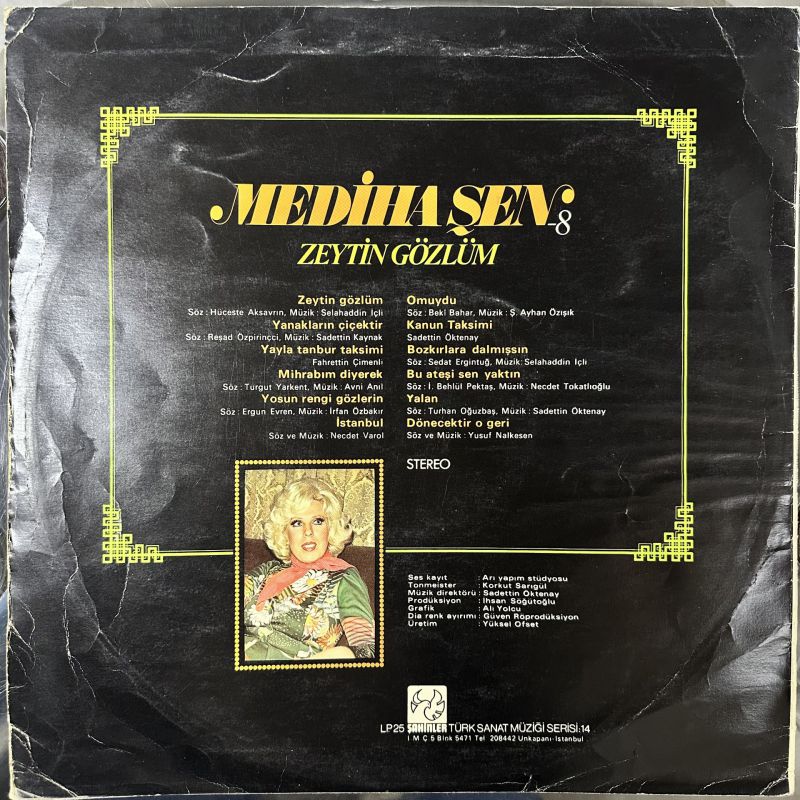 MEDİHA ŞEN-8
ZEYTİN GÖZLÜM
Zeytin gözlüm
Söz : Hüceste Aksavrın, Müzik : Selahaddin İçli
Yanakların çiçektir
Söz : Reşad Özpirinçci, Müzik : Sadettin Kaynak
Yayla tanbur taksimi
Fahrettin Çimenli
Mihrabım diyerek
Söz : Turgut Yarkent, Müzik : Avni Anıl
Yosun rengi gözlerin
Söz : Ergun Evren, Müzik : İrfan Özbakır
İstanbul
Söz ve Müzik : Necdet Varol
Omuydu
Söz : Beki Bahar, Müzik : Ş. Ayhan Özışık
Kanun Taksimi
Sadettin Öktenay
Bozkırlara dalmışsın
Söz : Sedat Ergintuğ, Müzik : Selahaddin İçli
Bu ateşi sen yaktın
Söz : İ. Behlül Pektaş, Müzik : Necdet Tokatlıoğlu
Yalan
Söz : Turhan Oğuzbaş, Müzik : Sadettin Öktenay
Dönecektir o geri
Söz ve Müzik : Yusuf Nalkesen
STEREO
Ses kayıt : Arı yapım stüdyosu
Tonmeister : Korkut Sarıgül
Müzik direktörü : Sadettin Öktenay
Prodüksiyon : İhsan Söğütoğlu
Grafik : Ali Yolcu
Dia renk ayırımı : Güven Röprodüksiyon
Üretim : Yüksel Ofset
LP25 ŞAHİNLER TÜRK SANAT MÜZİĞİ SERİSİ:14
İ M Ç 5 Blok 5471 Tel 208442 Unkapanı-İstanbul